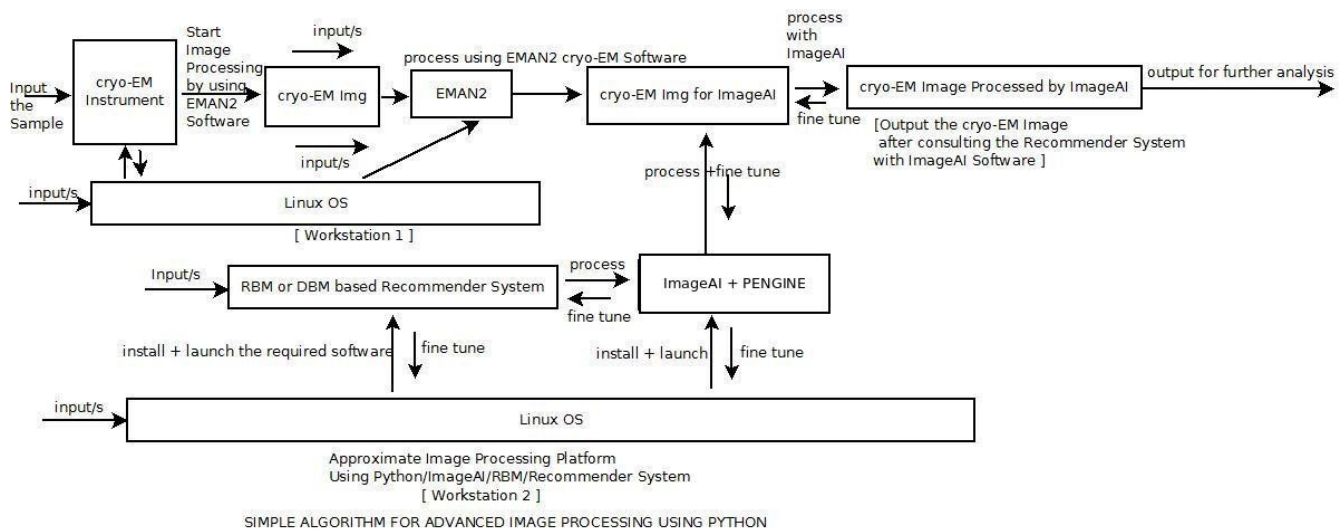 Input
the
Sample
cryo-EM
Instrument
Start
Image
Processing
by using
EMAN2
Software
input/s
cryo-EM Img
input/s
process using EMAN2 cryo-EM Software
EMAN2
cryo-EM Img for ImageAI
process
with
ImageAI
fine tune
cryo-EM Image Processed by ImageAI
output for further analysis
[Output the cryo-EM Image
after consulting the Recommender System
with ImageAI Software ]
input/s
Linux OS
[ Workstation 1 ]
process +fine tune
Input/s
RBM or DBM based Recommender System
process
fine tune
ImageAI + PENGINE
install + launch the required software
fine tune
install + launch
fine tune
input/s
Linux OS
Approximate Image Processing Platform
Using Python/ImageAI/RBM/Recommender System
[ Workstation 2 ]
SIMPLE ALGORITHM FOR ADVANCED IMAGE PROCESSING USING PYTHON